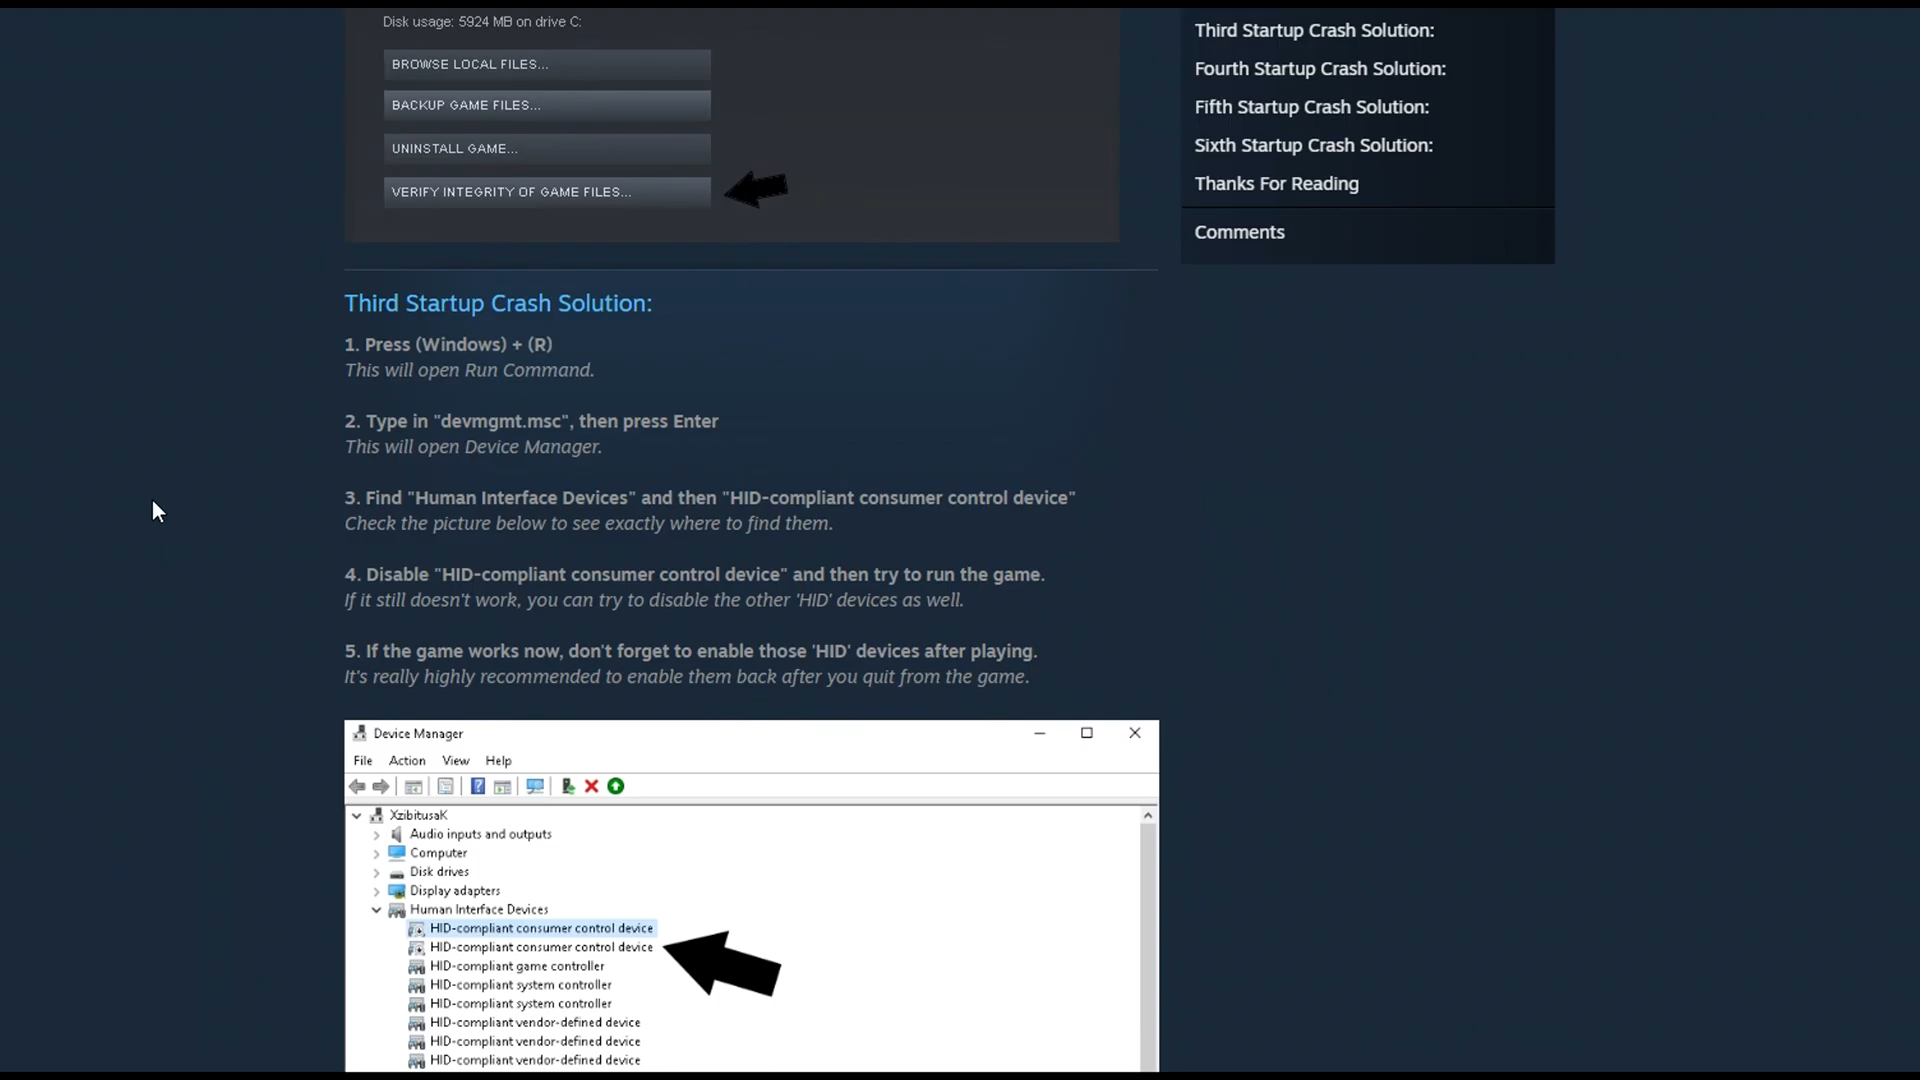 Disk usage: 5924 MB on drive C:
BROWSE LOCAL FILES...
BACKUP GAME FILES...
UNINSTALL GAME...
VERIFY INTEGRITY OF GAME FILES...
Third Startup Crash Solution:
Fourth Startup Crash Solution:
Fifth Startup Crash Solution:
Sixth Startup Crash Solution:
Thanks For Reading
Comments
Third Startup Crash Solution:
1. Press (Windows) + (R)
This will open Run Command.
2. Type in "devmgmt.msc", then press Enter
This will open Device Manager.
3. Find "Human Interface Devices" and then "HID-compliant consumer control device"
Check the picture below to see exactly where to find them.
4. Disable "HID-compliant consumer control device" and then try to run the game.
If it still doesn't work, you can try to disable the other 'HID' devices as well.
5. If the game works now, don't forget to enable those 'HID' devices after playing.
It's really highly recommended to enable them back after you quit from the game.
Device Manager
File Action View Help
XzibitusaK
Audio inputs and outputs
Computer
Disk drives
Display adapters
Human Interface Devices
HID-compliant consumer control device
HID-compliant consumer control device
HID-compliant game controller
HID-compliant system controller
HID-compliant system controller
HID-compliant vendor-defined device
HID-compliant vendor-defined device
HID-compliant vendor-defined device